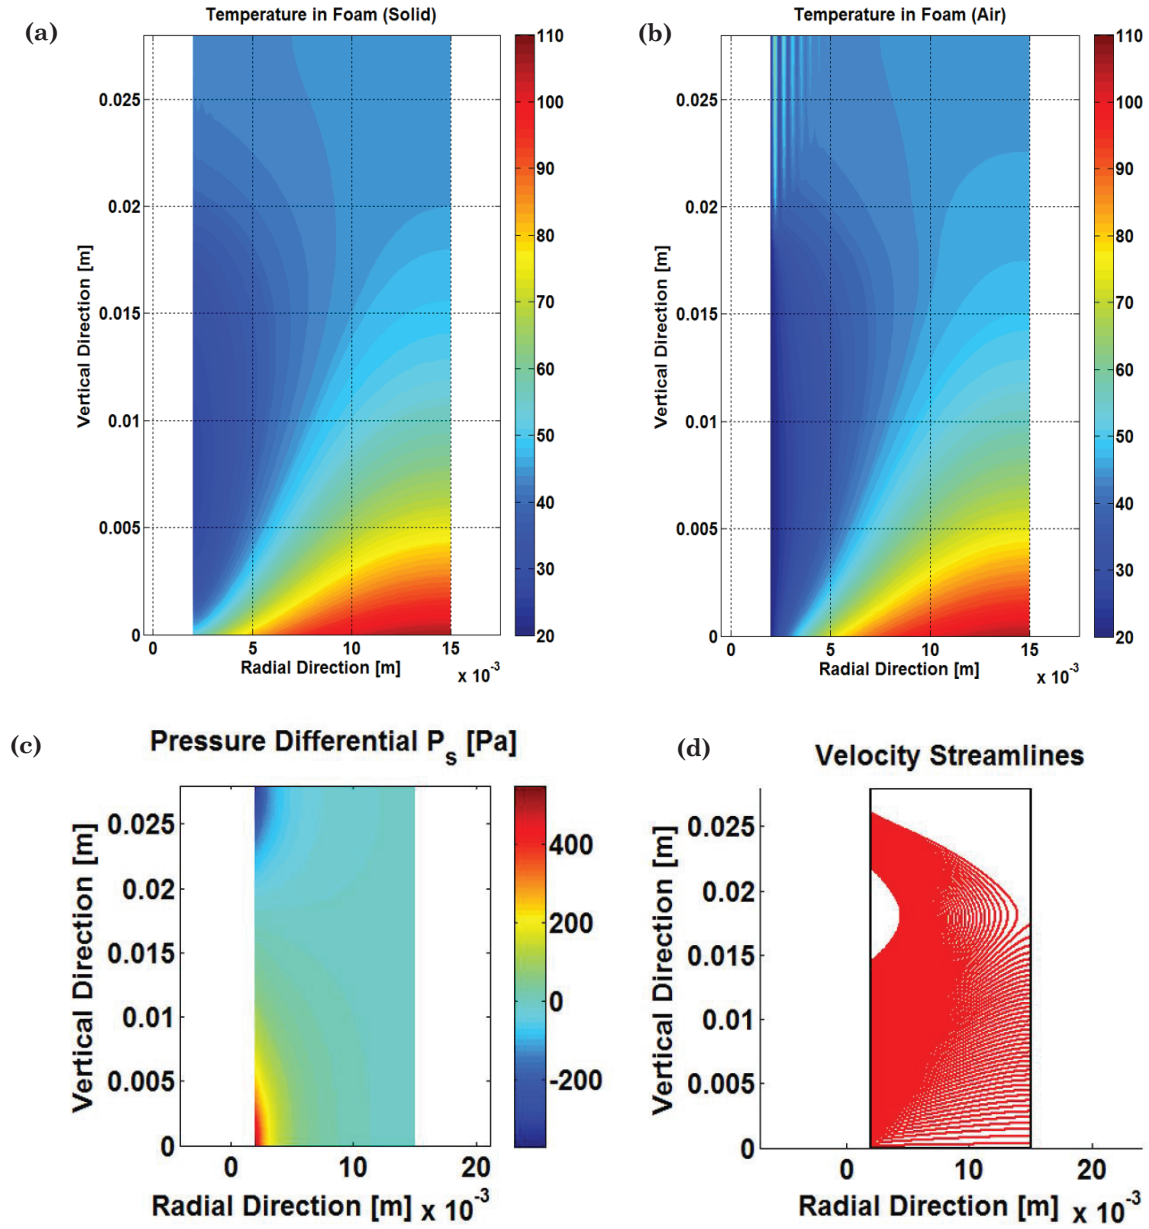 (a)
Temperature in Foam (Solid)
0.025
0.02
0.015
0.01
0.005
0
Vertical Direction [m]
0 5 10 15
Radial Direction [m]
x 10⁻³
110
100
90
80
70
60
50
40
30
20
(b)
Temperature in Foam (Air)
0.025
0.02
0.015
0.01
0.005
0
Vertical Direction [m]
0 5 10 15
Radial Direction [m]
x 10⁻³
110
100
90
80
70
60
50
40
30
20
(c)
Pressure Differential Pₛ [Pa]
0.025
0.02
0.015
0.01
0.005
0
Vertical Direction [m]
0 10 20
Radial Direction [m] x 10⁻³
400
200
0
-200
(d)
Velocity Streamlines
0.025
0.02
0.015
0.01
0.005
0
Vertical Direction [m]
0 10 20
Radial Direction [m] x 10⁻³